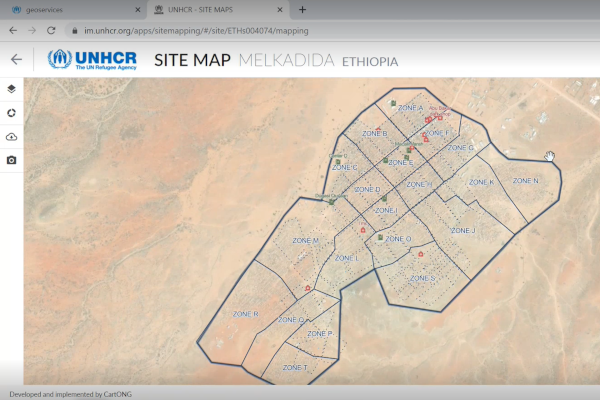 geoservices
UNHCR - SITE MAPS
im.unhcr.org/apps/sitemapping/#/site/ETHs004074/mapping
UNHCR
The UN Refugee Agency
SITE MAP MELKADIDA ETHIOPIA
ZONE A
ZONE B
ZONE F
ZONE G
ZONE C
ZONE E
ZONE D
ZONE H
ZONE K
ZONE N
ZONE I
ZONE J
ZONE M
ZONE O
ZONE L
ZONE S
ZONE R
ZONE Q
ZONE P
ZONE T
Developed and implemented by CartONG